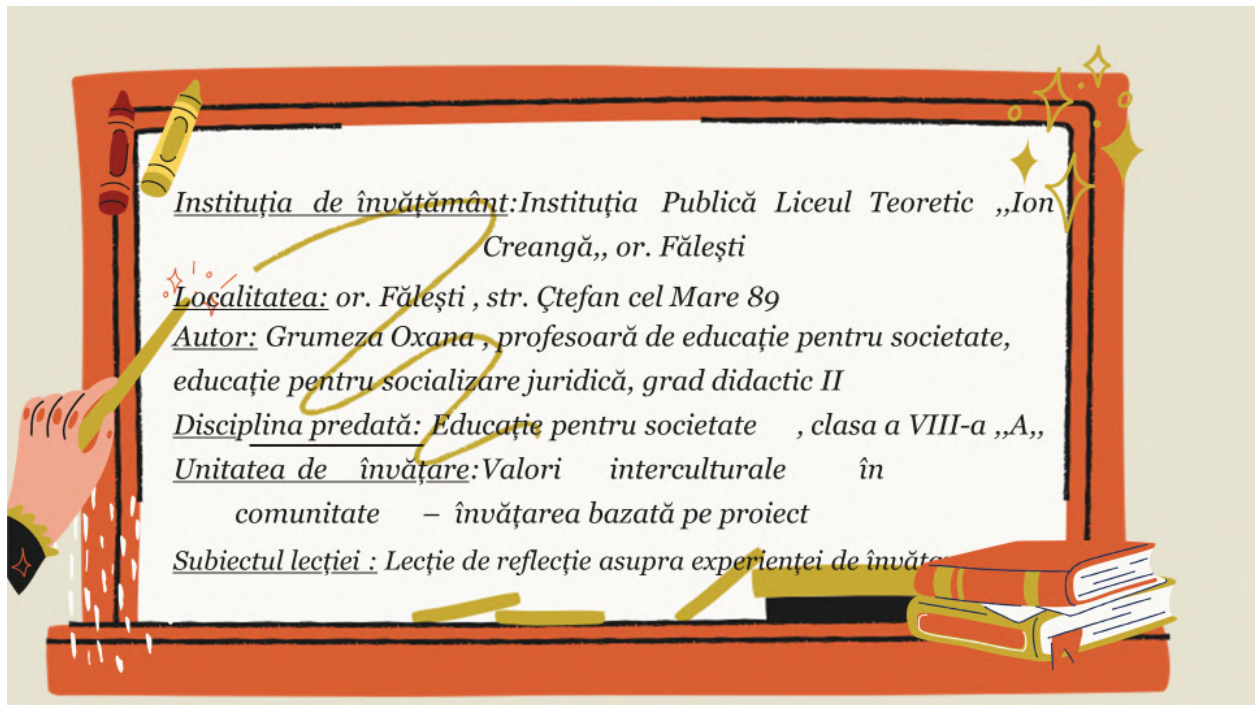 Instituția de învățământ:Instituția Publică Liceul Teoretic ,,Ion
Creangă,, or. Fălești
Localitatea: or. Fălești , str. Çtefan cel Mare 89
Autor: Grumeza Oxana , profesoară de educație pentru societate,
educație pentru socializare juridică, grad didactic II
Disciplina predată: Educație pentru societate , clasa a VIII-a ,,A,,
Unitatea de învățare:Valori interculturale în
comunitate – învățarea bazată pe proiect
Subiectul lecției : Lecție de reflecție asupra experienței de